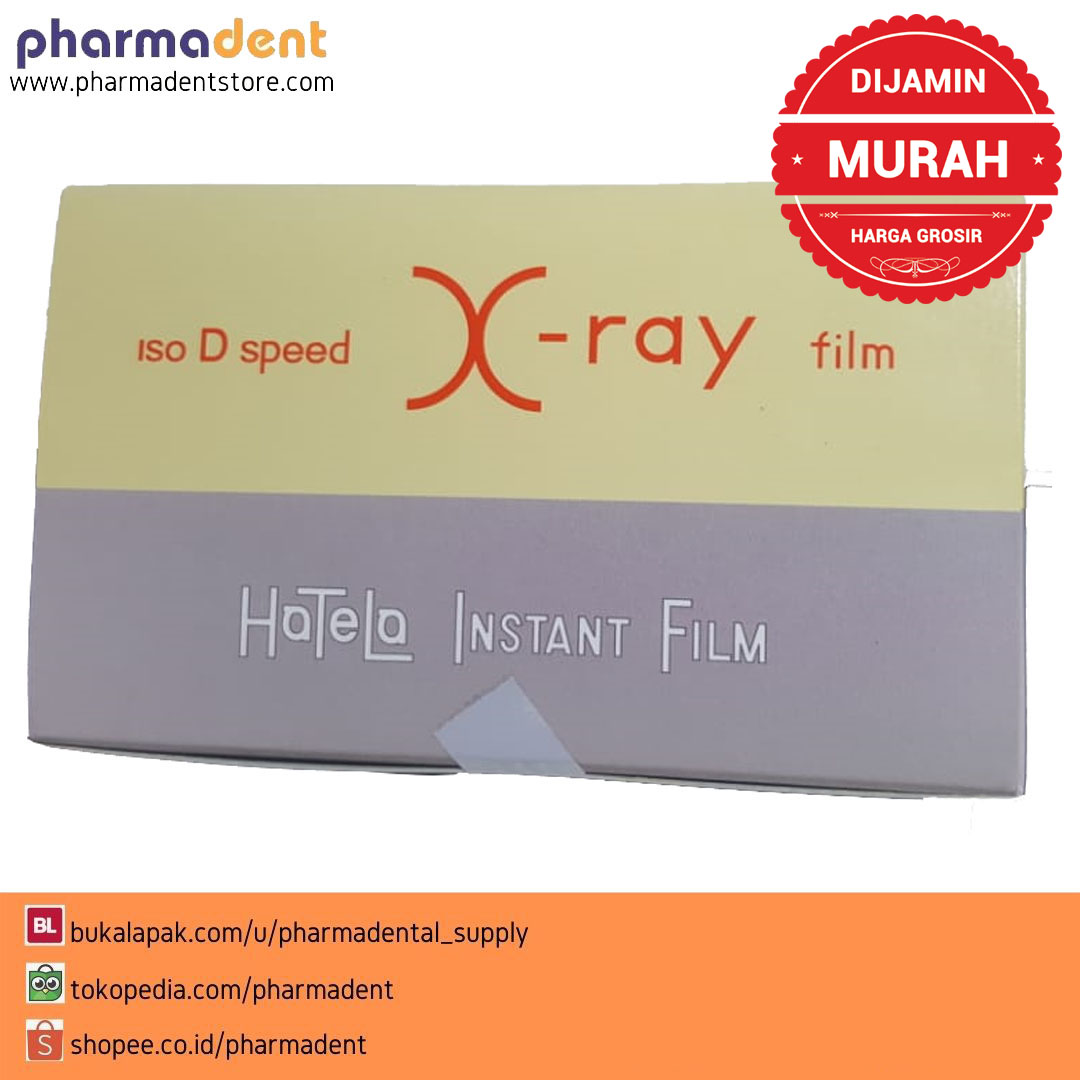 pharmadent
www.pharmadentstore.com
DIJAMIN
MURAH
HARGA GROSIR
ISO D speed X-ray film
HaTeLa INSTANT FILM
BL bukalapak.com/u/pharmadental_supply
tokopedia.com/pharmadent
S shopee.co.id/pharmadent